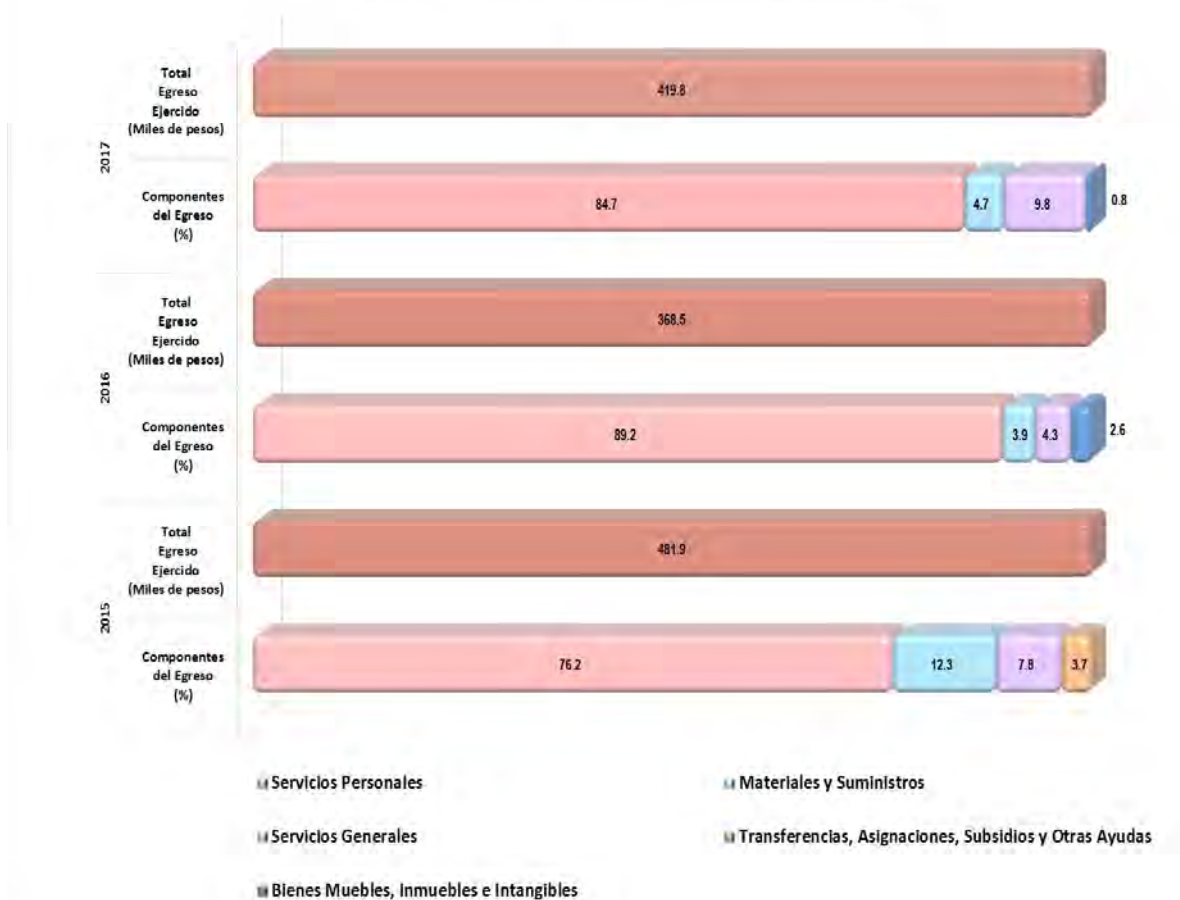 2017
Total
Egreso
Ejercido
(Miles de pesos)
419.8
Componentes
del Egreso
(%)
84.7 4.7 9.8 0.8
2016
Total
Egreso
Ejercido
(Miles de pesos)
368.5
Componentes
del Egreso
(%)
89.2 3.9 4.3 2.6
2015
Total
Egreso
Ejercido
(Miles de pesos)
481.9
Componentes
del Egreso
(%)
76.2 12.3 7.8 3.7
Servicios Personales
Materiales y Suministros
Servicios Generales
Transferencias, Asignaciones, Subsidios y Otras Ayudas
Bienes Muebles, Inmuebles e Intangibles